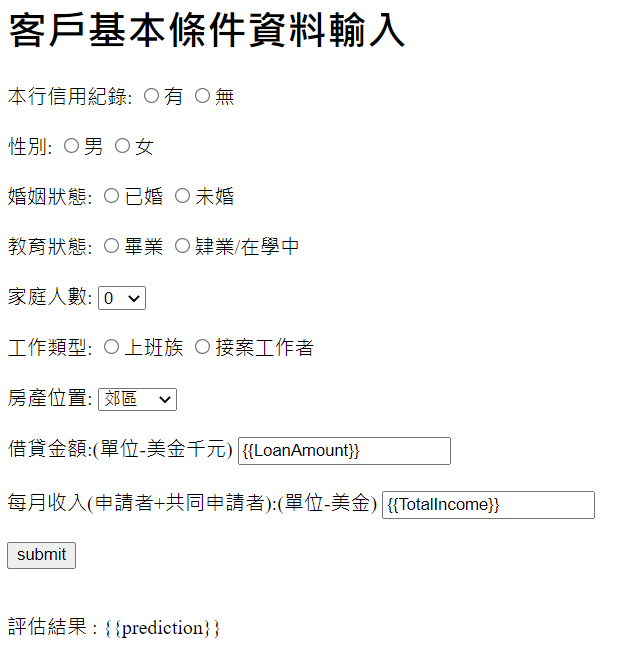 客戶基本條件資料輸入
本行信用紀錄: 有 無
性別: 男 女
婚姻狀態: 已婚 未婚
教育狀態: 畢業 肄業/在學中
家庭人數: 0
工作類型: 上班族 接案工作者
房產位置: 郊區
借貸金額:(單位-美金千元) {{LoanAmount}}
每月收入(申請者+共同申請者):(單位-美金) {{TotalIncome}}
submit
評估結果 : {{prediction}}